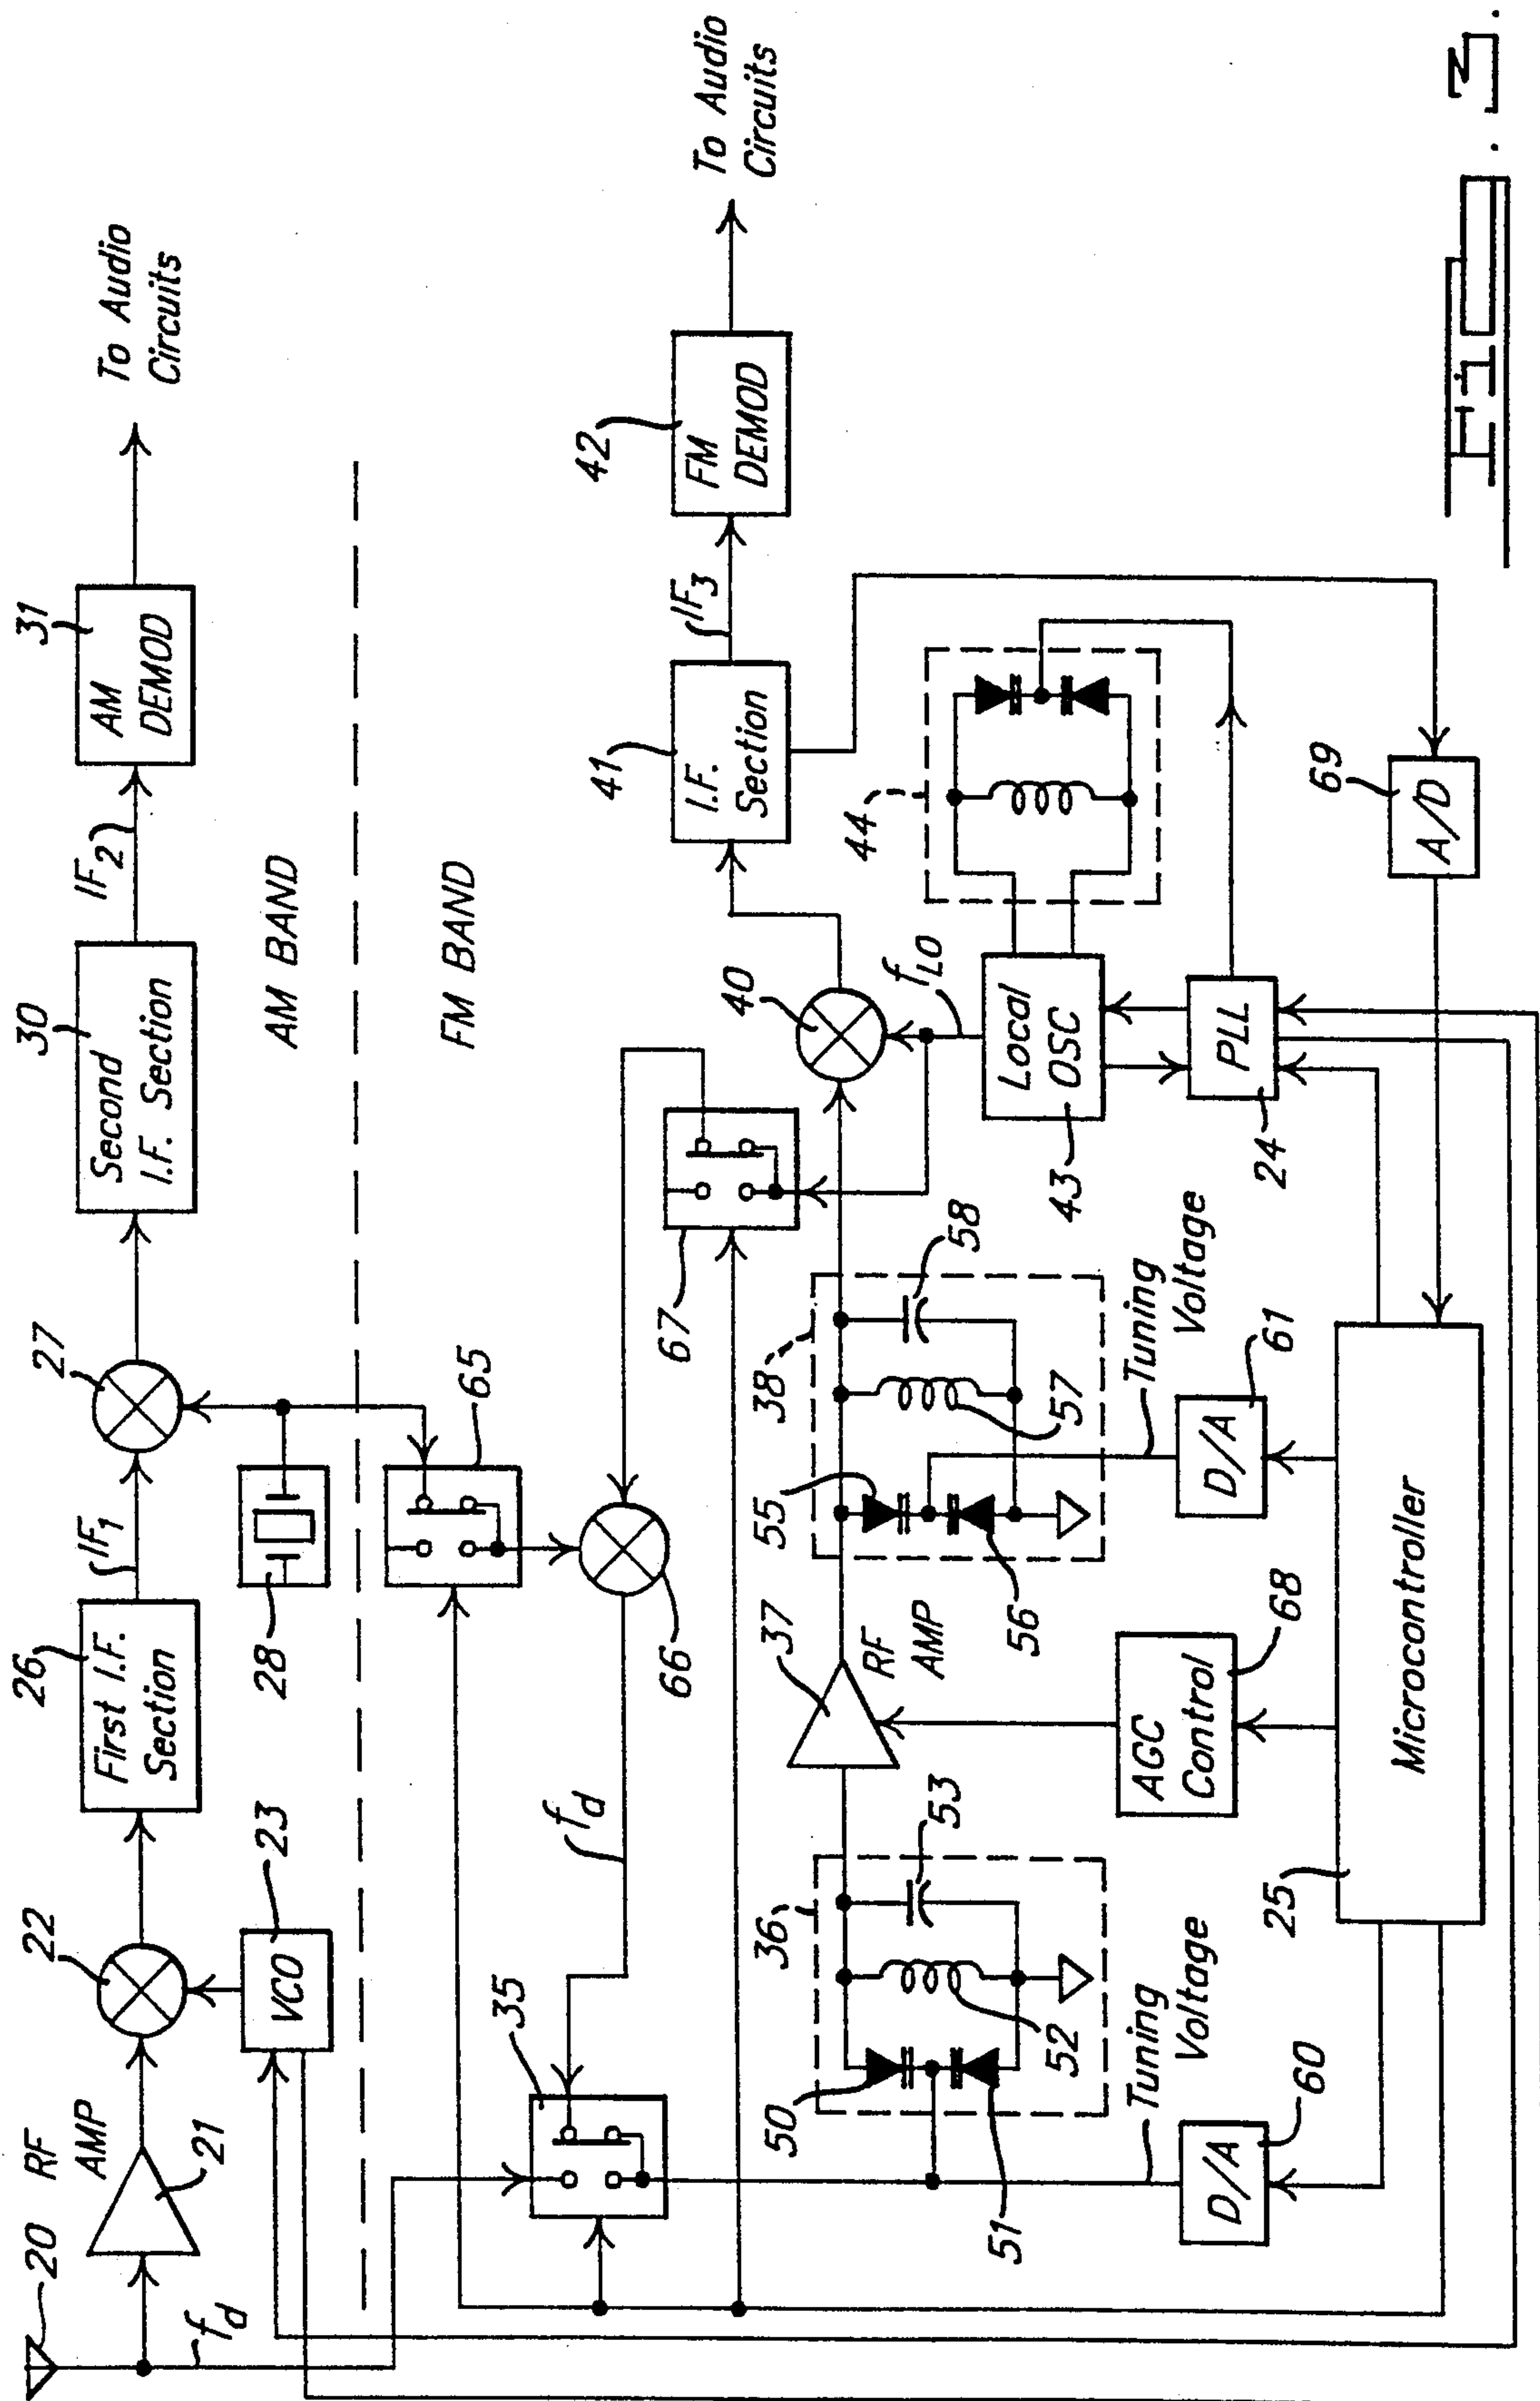 20
RF
AMP
21
fd
22
VCO
23
26
First I.F.
Section
IF1
27
28
Second
I.F. Section
30
IF2
AM
DEMOD
31
To Audio
Circuits
AM BAND
FM BAND
35
fd
65
66
67
36
50
51
52
53
37
RF
AMP
38
55
56
57
58
40
fLO
I.F.
Section
41
IF3
FM
DEMOD
42
To Audio
Circuits
44
Local
OSC
43
PLL
24
Tuning
Voltage
D/A
60
AGC
Control
68
Tuning
Voltage
D/A
61
A/D
69
Microcontroller
25
Fig. 3.